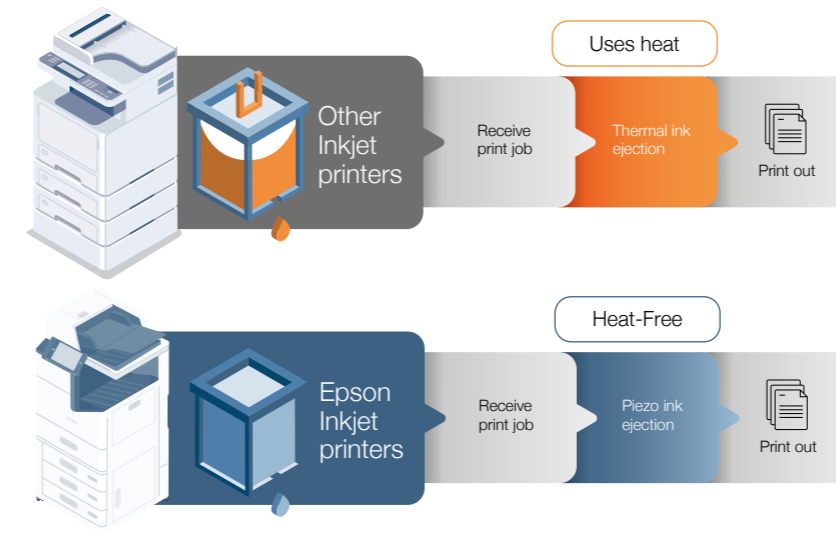 Uses heat
Other
Inkjet
printers
Receive
print job
Thermal ink
ejection
Print out
Heat-Free
Epson
Inkjet
printers
Receive
print job
Piezo ink
ejection
Print out